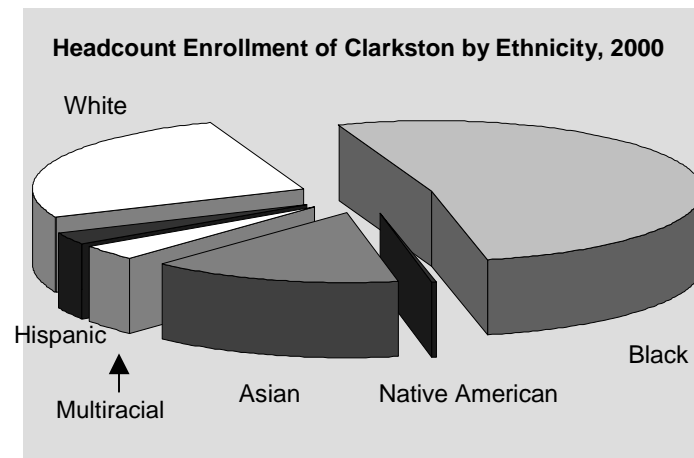 Headcount Enrollment of Clarkston by Ethnicity, 2000
White
Hispanic
Black
Multiracial
Asian
Native American